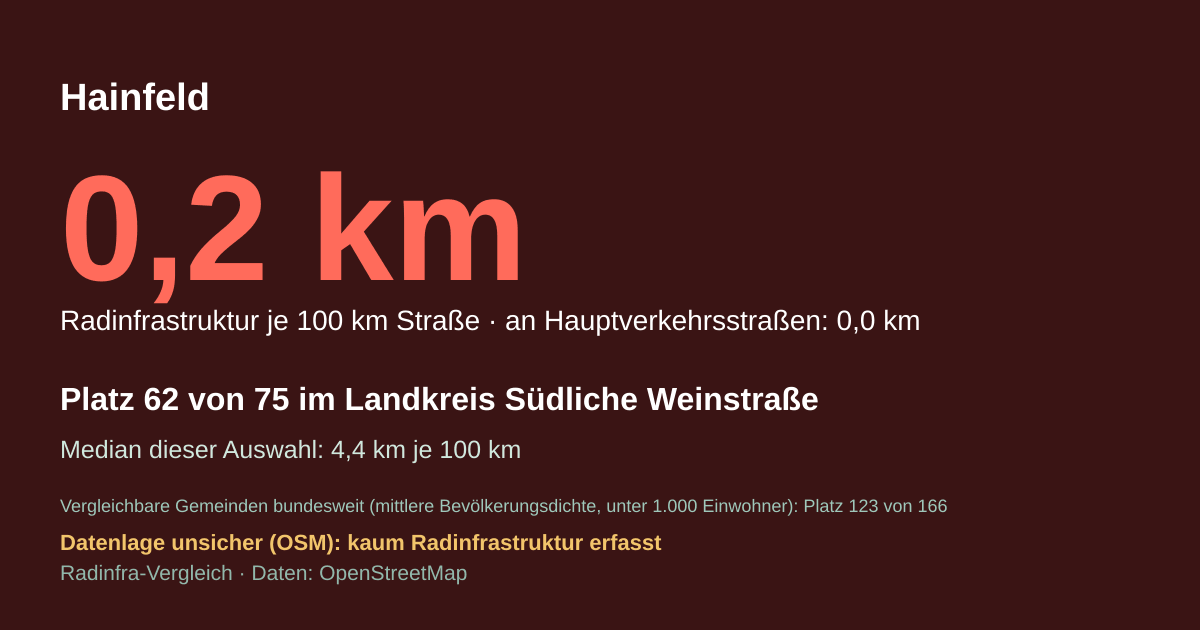 Hainfeld
0,2 km
Radinfrastruktur je 100 km Straße · an Hauptverkehrsstraßen: 0,0 km
Platz 62 von 75 im Landkreis Südliche Weinstraße
Median dieser Auswahl: 4,4 km je 100 km
Vergleichbare Gemeinden bundesweit (mittlere Bevölkerungsdichte, unter 1.000 Einwohner): Platz 123 von 166
Datenlage unsicher (OSM): kaum Radinfrastruktur erfasst
Radinfra-Vergleich · Daten: OpenStreetMap